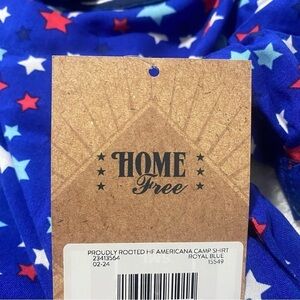 HOME
Free
PROUDLY ROOTED HF AMERICANA CAMP SHIRT
23413564 ROYAL BLUE
02-24 15549